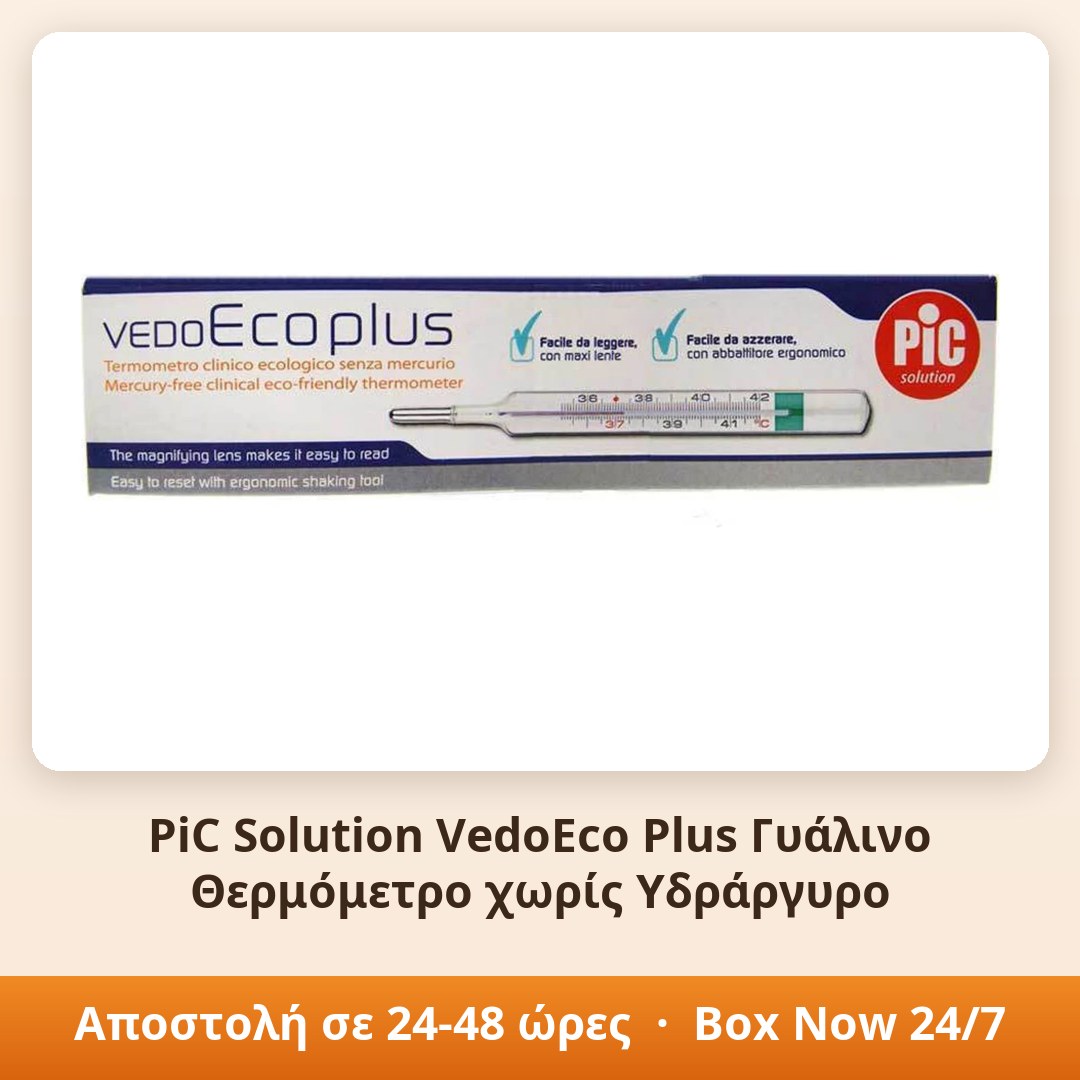 VEDOEcoplus
Termometro clinico ecologico senza mercurio
Mercury-free clinical eco-friendly thermometer
Facile da leggere,
con maxi lente
Facile da azzerare,
con abbattitore ergonomico
PiC
solution
36 38 40 42
37 39 41 °C
The magnifying lens makes it easy to read
Easy to reset with ergonomic shaking tool
PiC Solution VedoEco Plus Γυάλινο
Θερμόμετρο χωρίς Υδράργυρο
Αποστολή σε 24-48 ώρες · Box Now 24/7